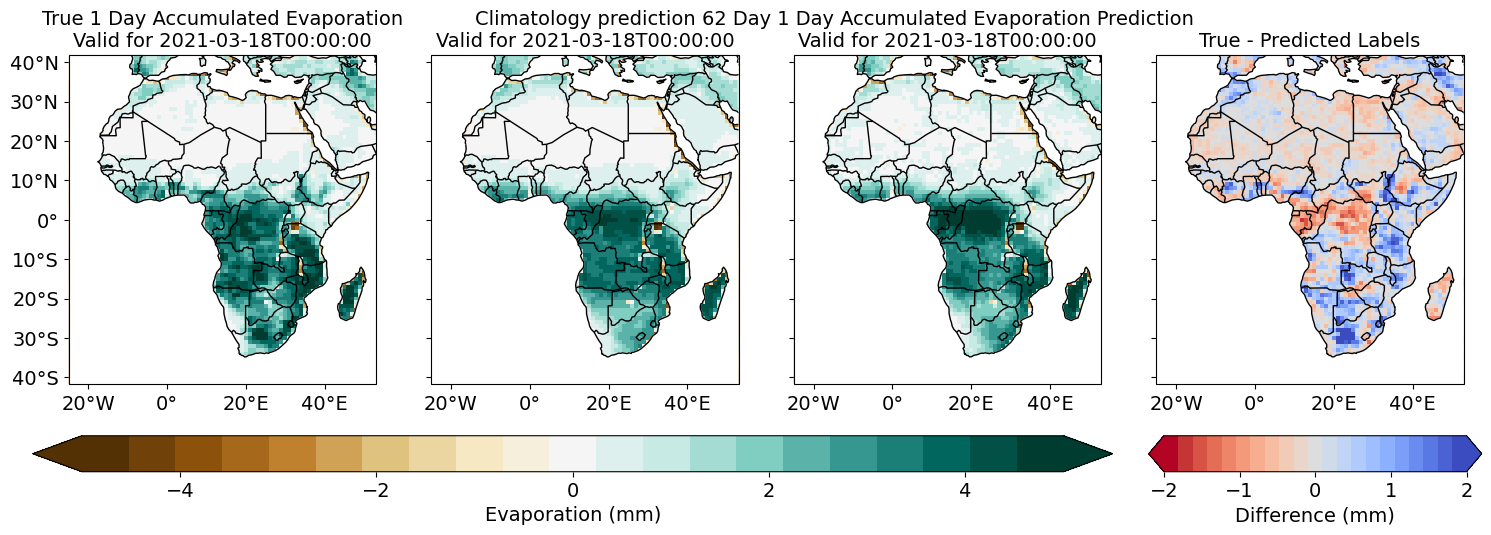 True 1 Day Accumulated Evaporation
Valid for 2021-03-18T00:00:00
Climatology prediction 62 Day 1 Day Accumulated Evaporation Prediction
Valid for 2021-03-18T00:00:00
Valid for 2021-03-18T00:00:00
True - Predicted Labels
40°N
30°N
20°N
10°N
0°
10°S
20°S
30°S
40°S
20°W 0° 20°E 40°E
20°W 0° 20°E 40°E
20°W 0° 20°E 40°E
20°W 0° 20°E 40°E
−4 −2 0 2 4
Evaporation (mm)
−2 −1 0 1 2
Difference (mm)